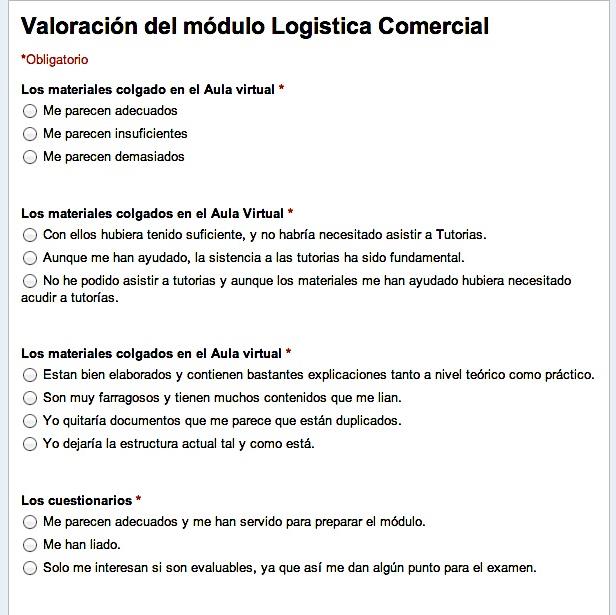 Valoración del módulo Logistica Comercial
*Obligatorio
Los materiales colgado en el Aula virtual *
Me parecen adecuados
Me parecen insuficientes
Me parecen demasiados
Los materiales colgados en el Aula Virtual *
Con ellos hubiera tenido suficiente, y no habría necesitado asistir a Tutorias.
Aunque me han ayudado, la sistencia a las tutorias ha sido fundamental.
No he podido asistir a tutorias y aunque los materiales me han ayudado hubiera necesitado
acudir a tutorías.
Los materiales colgados en el Aula virtual *
Estan bien elaborados y contienen bastantes explicaciones tanto a nivel teórico como práctico.
Son muy farragosos y tienen muchos contenidos que me lian.
Yo quitaría documentos que me parece que están duplicados.
Yo dejaría la estructura actual tal y como está.
Los cuestionarios *
Me parecen adecuados y me han servido para preparar el módulo.
Me han liado.
Solo me interesan si son evaluables, ya que así me dan algún punto para el examen.